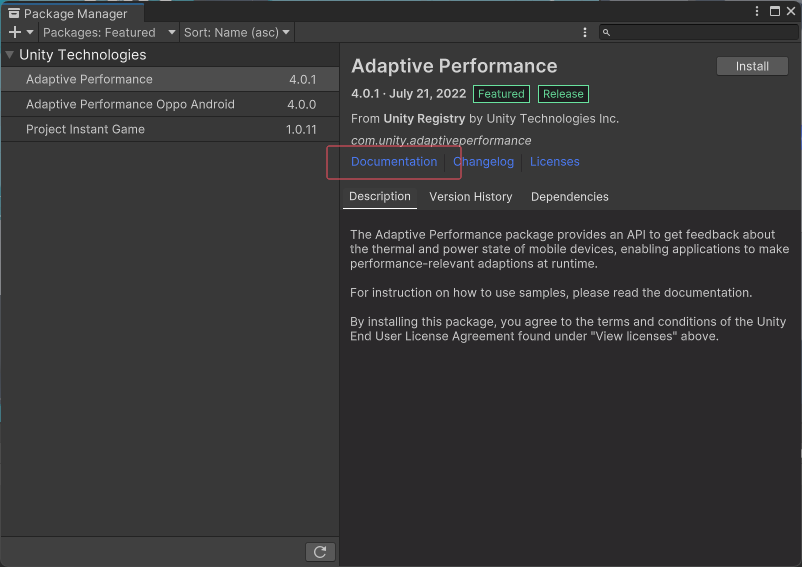 Package Manager
Packages: Featured Sort: Name (asc)
Unity Technologies
Adaptive Performance 4.0.1
Adaptive Performance Oppo Android 4.0.0
Project Instant Game 1.0.11
Adaptive Performance Install
4.0.1 · July 21, 2022 Featured Release
From Unity Registry by Unity Technologies Inc.
com.unity.adaptiveperformance
Documentation Changelog Licenses
Description Version History Dependencies
The Adaptive Performance package provides an API to get feedback about
the thermal and power state of mobile devices, enabling applications to make
performance-relevant adaptions at runtime.
For instruction on how to use samples, please read the documentation.
By installing this package, you agree to the terms and conditions of the Unity
End User License Agreement found under "View licenses" above.